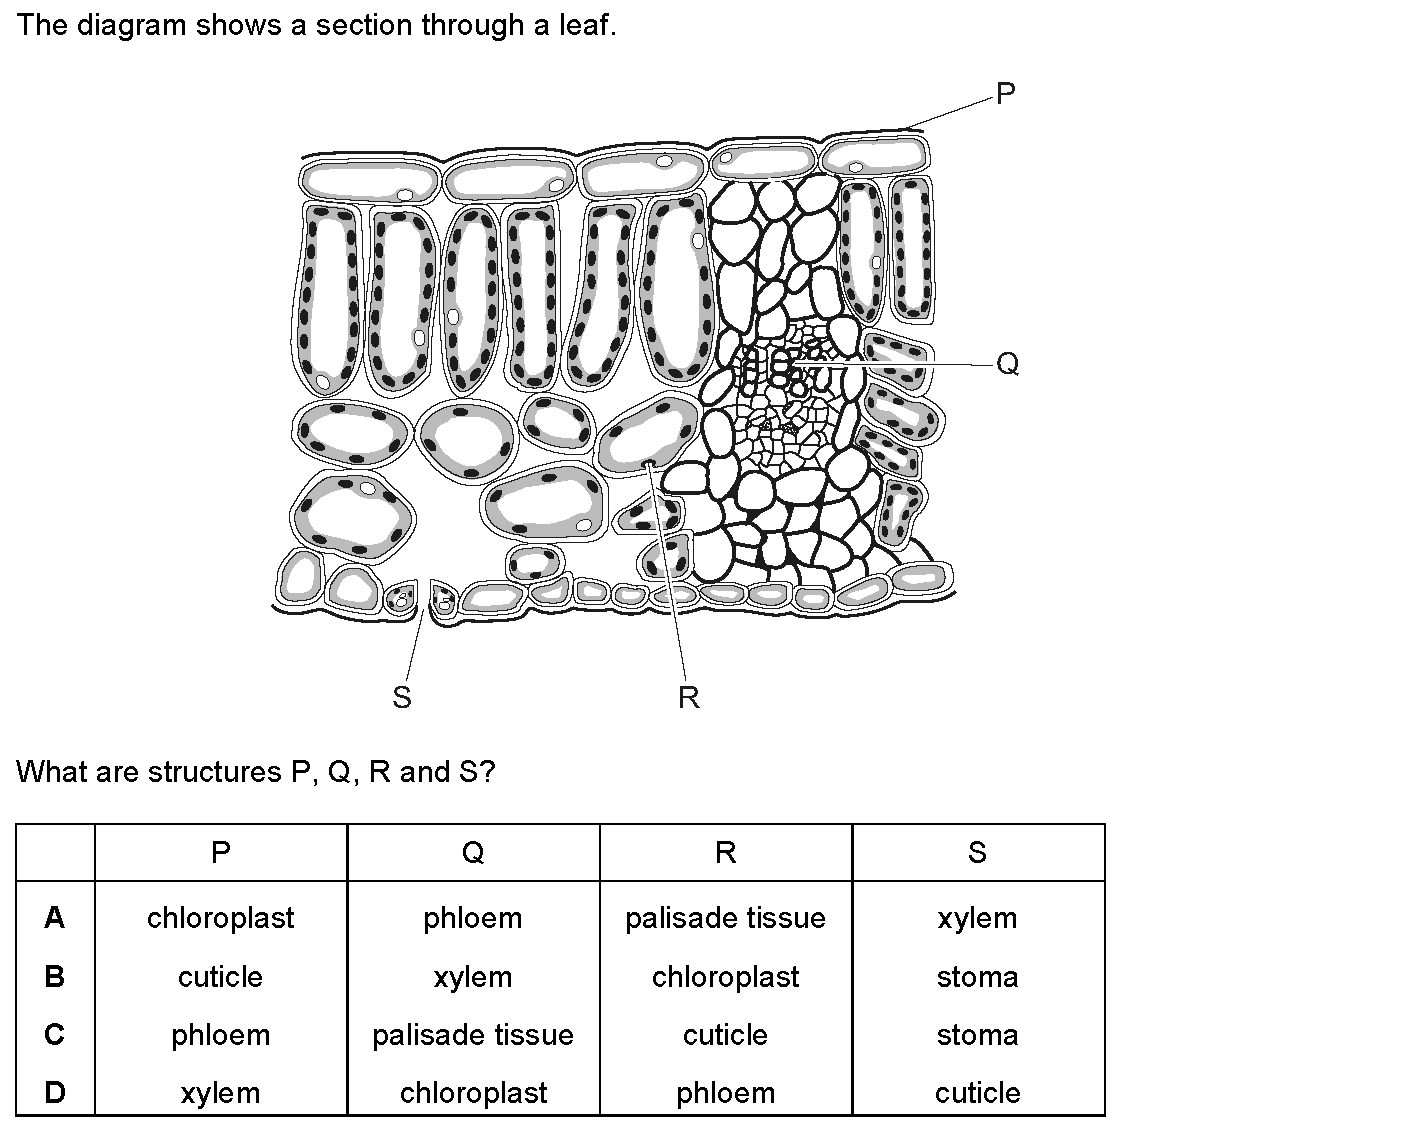 The diagram shows a section through a leaf.
P
Q
S
R
What are structures P, Q, R and S?
P Q R S
A chloroplast phloem palisade tissue xylem
B cuticle xylem chloroplast stoma
C phloem palisade tissue cuticle stoma
D xylem chloroplast phloem cuticle